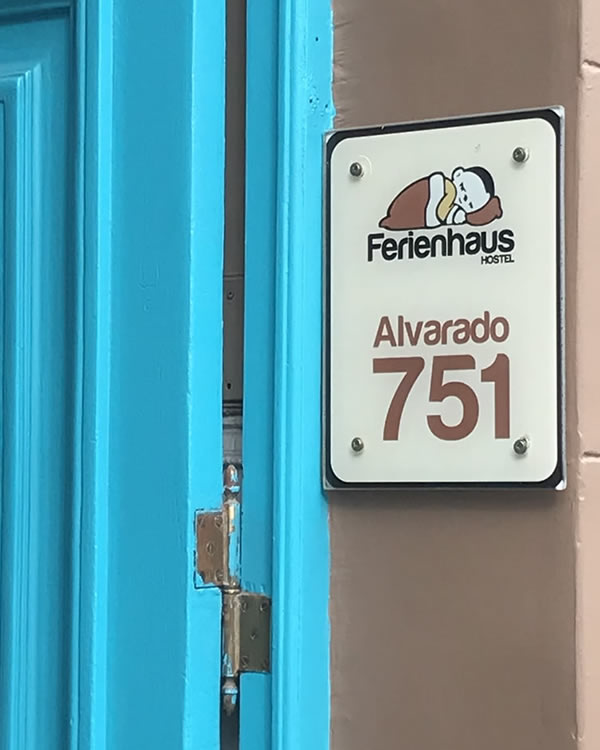 Ferienhaus
HOSTEL
Alvarado
751